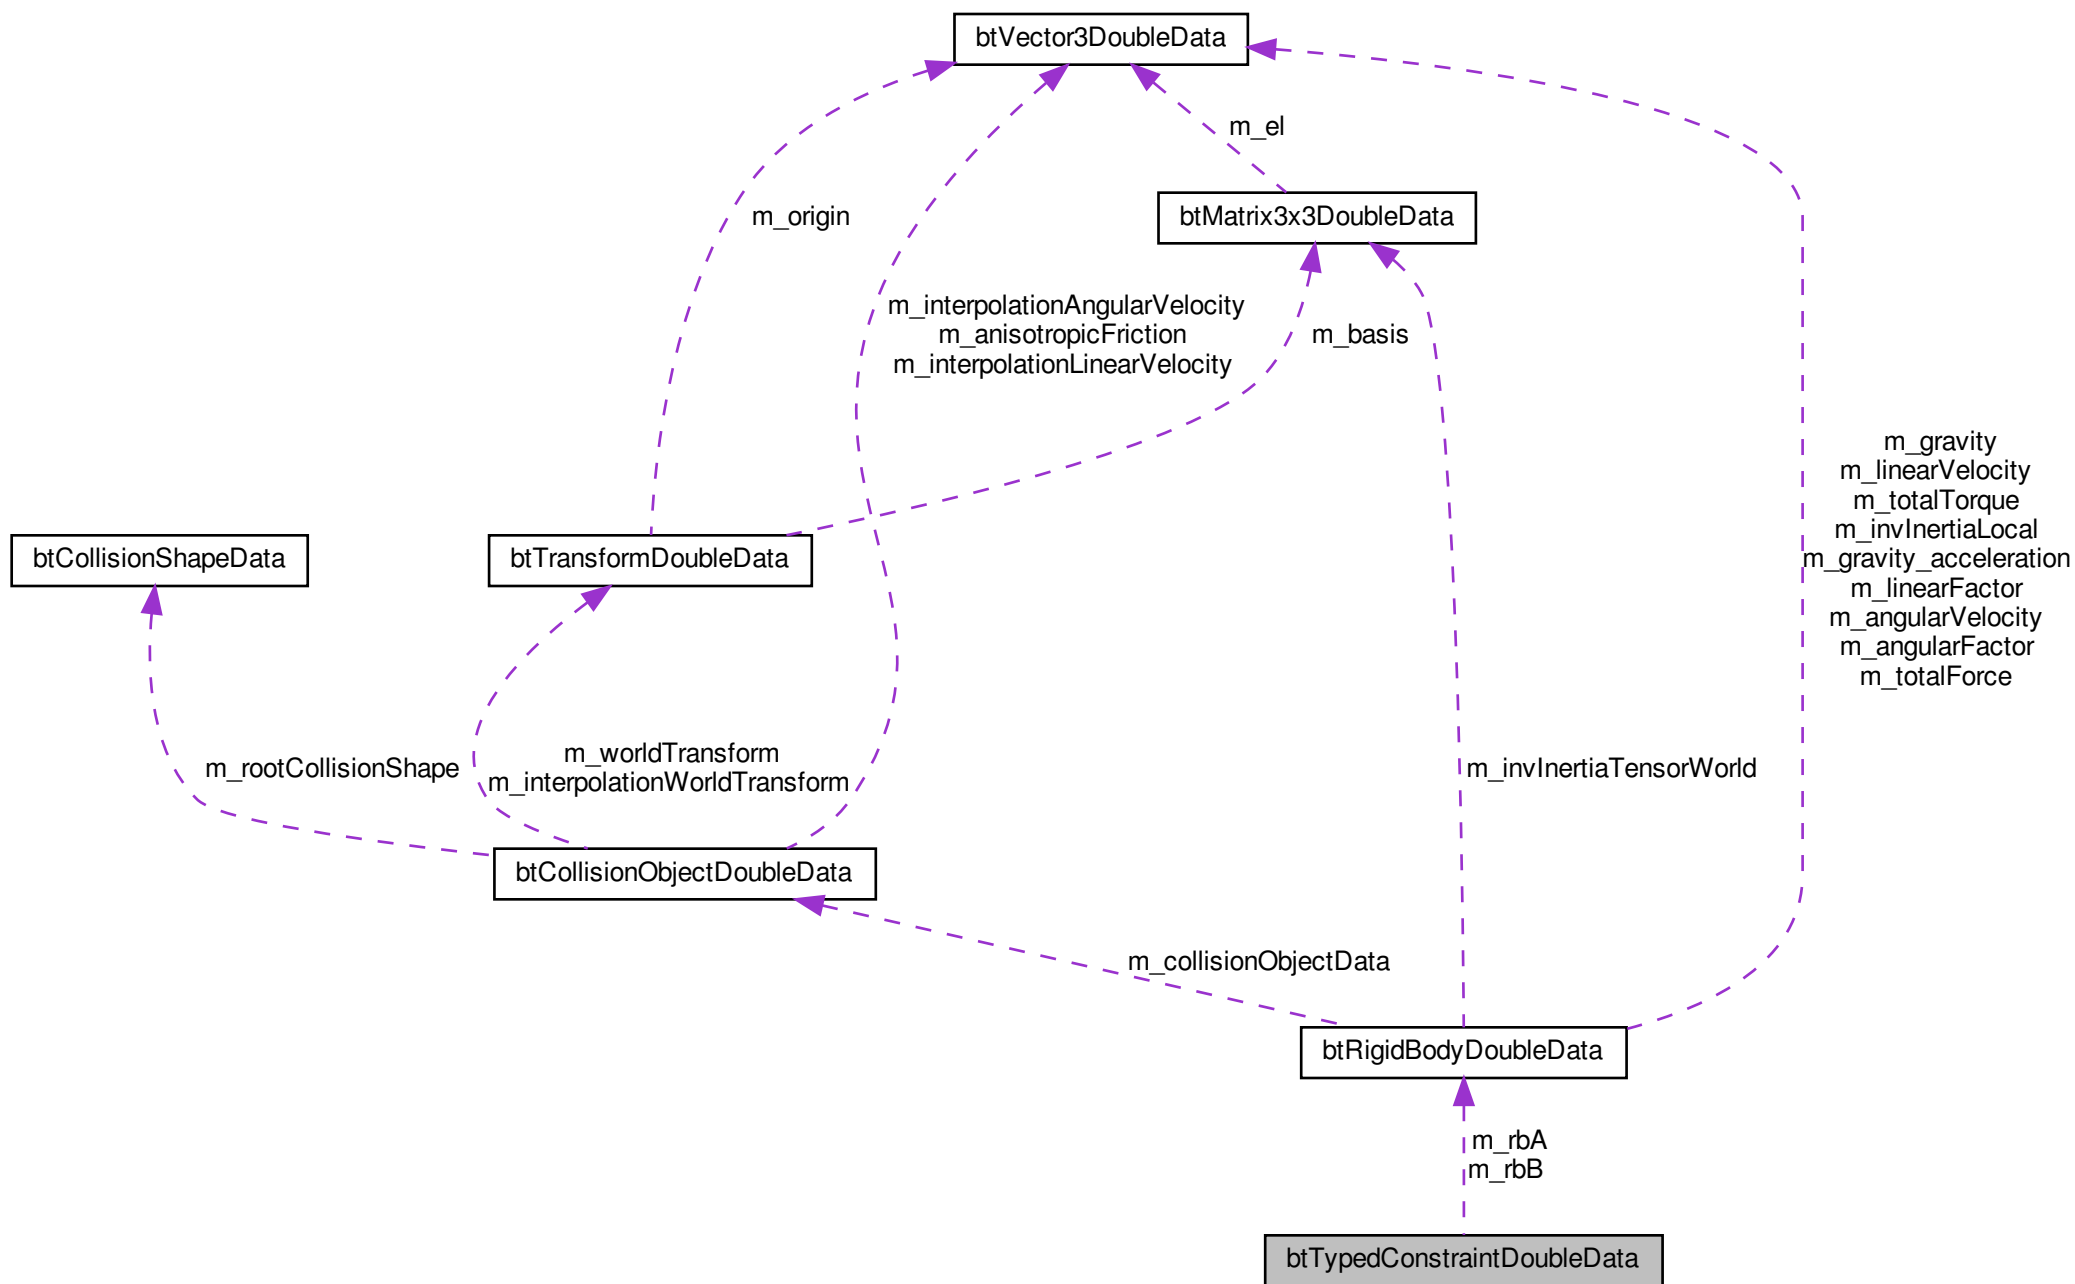 btVector3DoubleData
m_el
btMatrix3x3DoubleData
m_origin
m_interpolationAngularVelocity
m_anisotropicFriction
m_interpolationLinearVelocity
m_basis
m_gravity
m_linearVelocity
m_totalTorque
m_invInertiaLocal
m_gravity_acceleration
m_linearFactor
m_angularVelocity
m_angularFactor
m_totalForce
btCollisionShapeData
btTransformDoubleData
m_rootCollisionShape
m_worldTransform
m_interpolationWorldTransform
m_invInertiaTensorWorld
btCollisionObjectDoubleData
m_collisionObjectData
btRigidBodyDoubleData
m_rbA
m_rbB
btTypedConstraintDoubleData